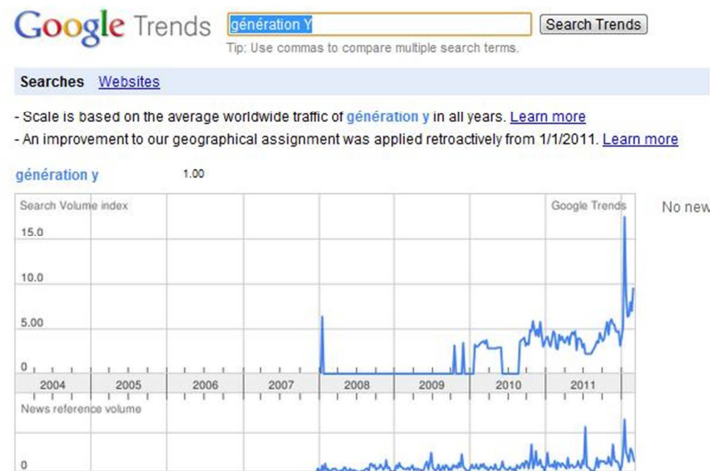 Google Trends
génération Y
Search Trends
Tip: Use commas to compare multiple search terms.
Searches Websites
- Scale is based on the average worldwide traffic of génération y in all years. Learn more
- An improvement to our geographical assignment was applied retroactively from 1/1/2011. Learn more
génération y 1.00
Search Volume index Google Trends
No new
15.0
10.0
5.00
0
2004 2005 2006 2007 2008 2009 2010 2011
News reference volume
0